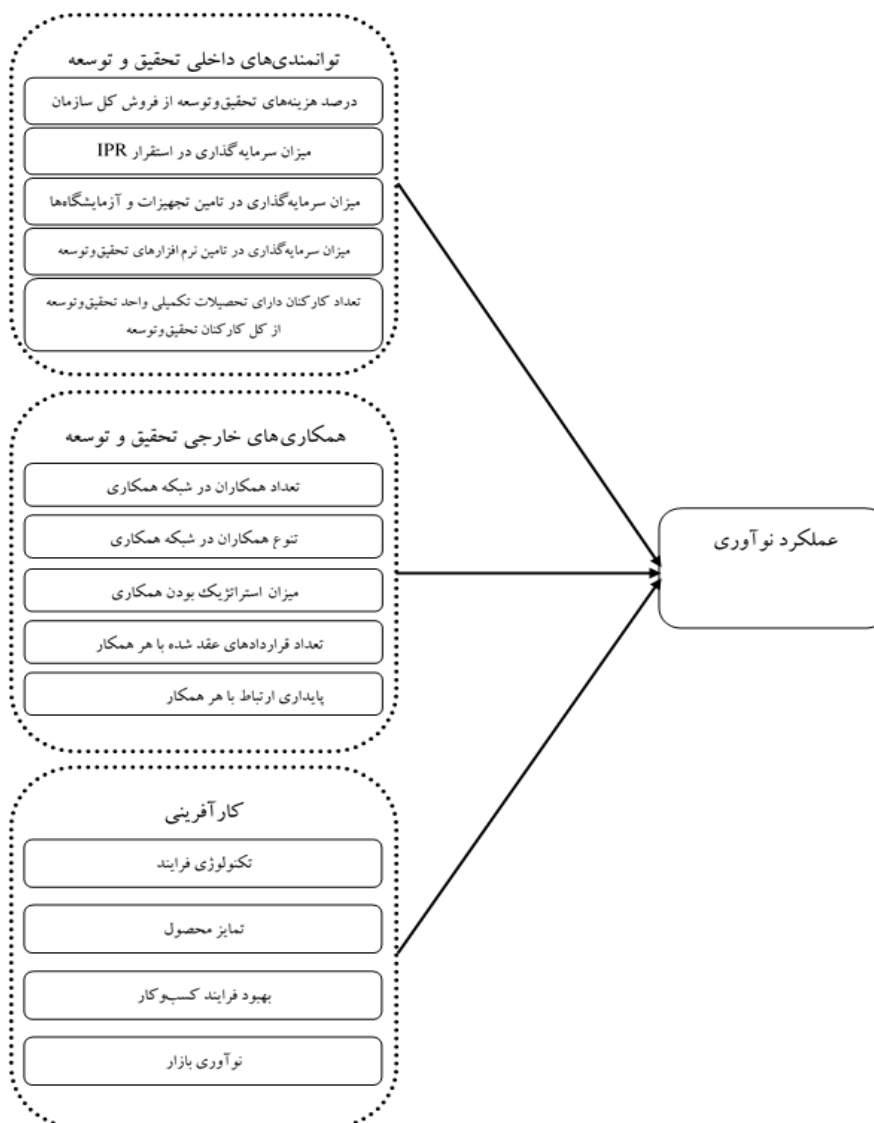 توانمندی‌های داخلی تحقیق و توسعه
درصد هزینه‌های تحقیق‌وتوسعه از فروش کل سازمان
میزان سرمایه‌گذاری در استقرار IPR
میزان سرمایه‌گذاری در تامین تجهیزات و آزمایشگاه‌ها
میزان سرمایه‌گذاری در تامین نرم افزارهای تحقیق‌وتوسعه
تعداد کارکنان دارای تحصیلات تکمیلی واحد تحقیق‌وتوسعه
از کل کارکنان تحقیق‌وتوسعه
همکاری‌های خارجی تحقیق و توسعه
تعداد همکاران در شبکه همکاری
تنوع همکاران در شبکه همکاری
میزان استراتژیک بودن همکاری
تعداد قراردادهای عقد شده با هر همکار
پایداری ارتباط با هر همکار
کارآفرینی
تکنولوژی فرایند
تمایز محصول
بهبود فرایند کسب‌وکار
نوآوری بازار
عملکرد نوآوری